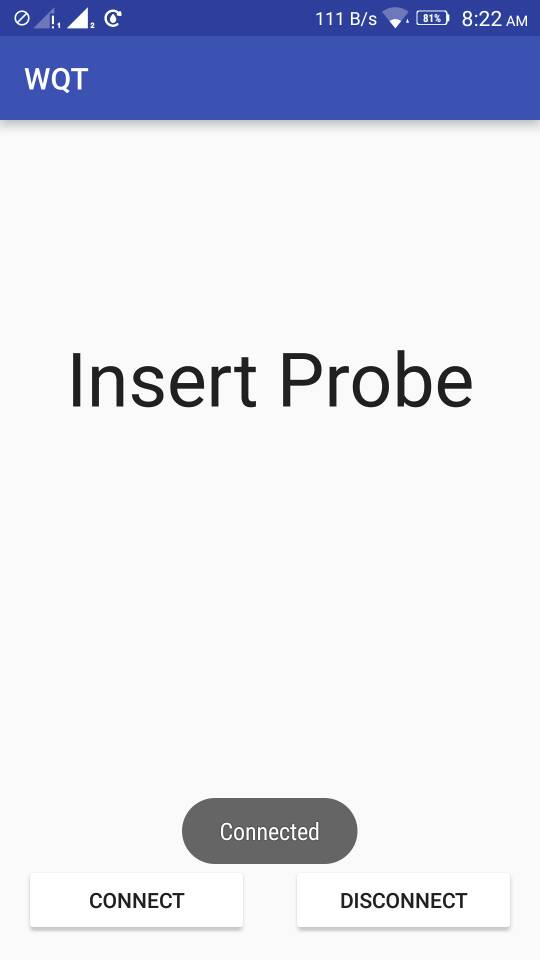 111 B/s 81% 8:22 AM
WQT
Insert Probe
Connected
CONNECT DISCONNECT